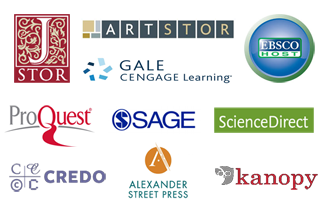 J
STOR
ARTSTOR
GALE
CENGAGE Learning
EBSCO
HOST
ProQuest
SAGE
ScienceDirect
C C
C C CREDO
A
ALEXANDER
STREET PRESS
kanopy